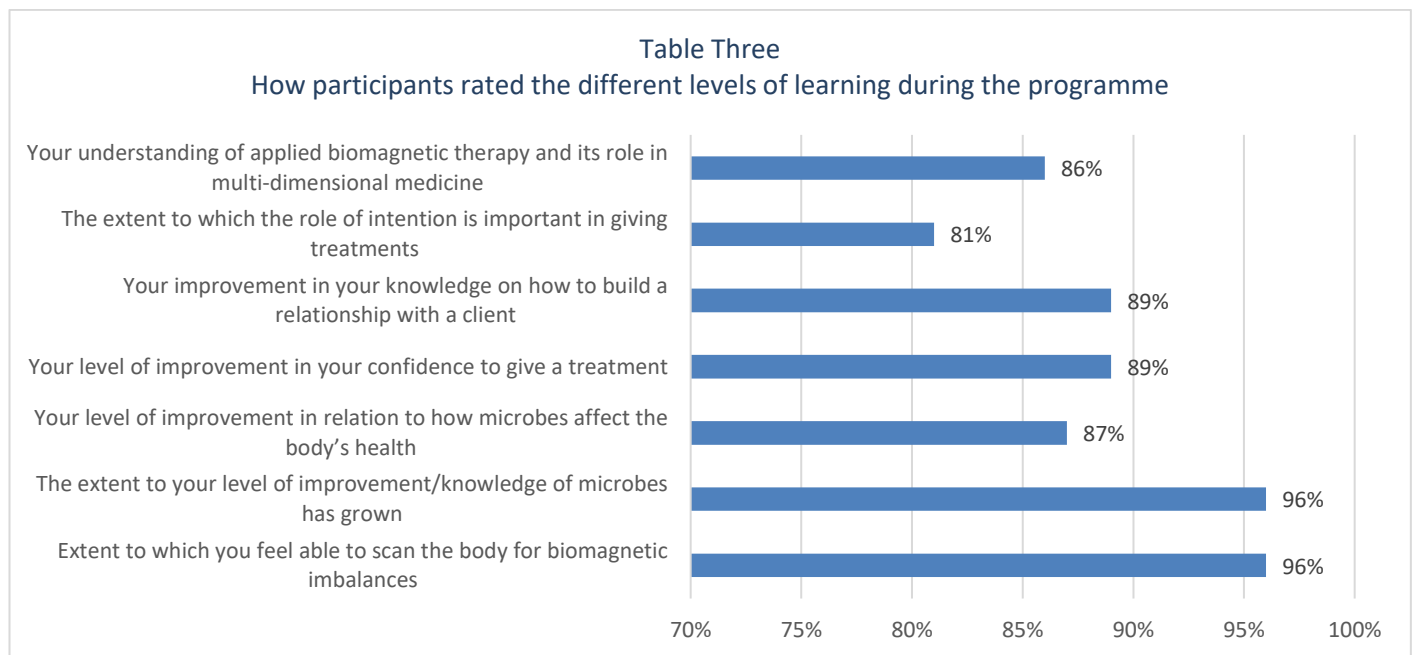 Table Three
How participants rated the different levels of learning during the programme
Your understanding of applied biomagnetic therapy and its role in
multi-dimensional medicine
86%
The extent to which the role of intention is important in giving
treatments
81%
Your improvement in your knowledge on how to build a
relationship with a client
89%
Your level of improvement in your confidence to give a treatment
89%
Your level of improvement in relation to how microbes affect the
body’s health
87%
The extent to your level of improvement/knowledge of microbes
has grown
96%
Extent to which you feel able to scan the body for biomagnetic
imbalances
96%
70% 75% 80% 85% 90% 95% 100%